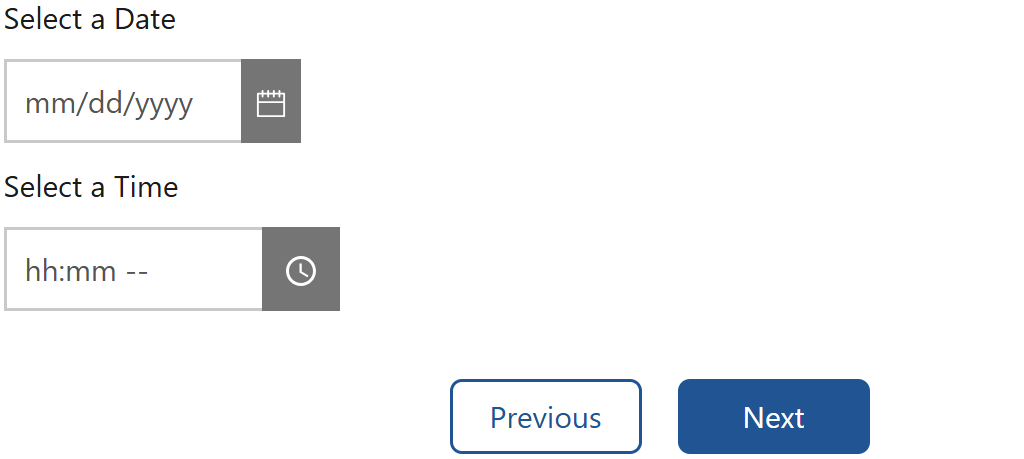 Select a Date
mm/dd/yyyy
Select a Time
hh:mm --
Previous Next